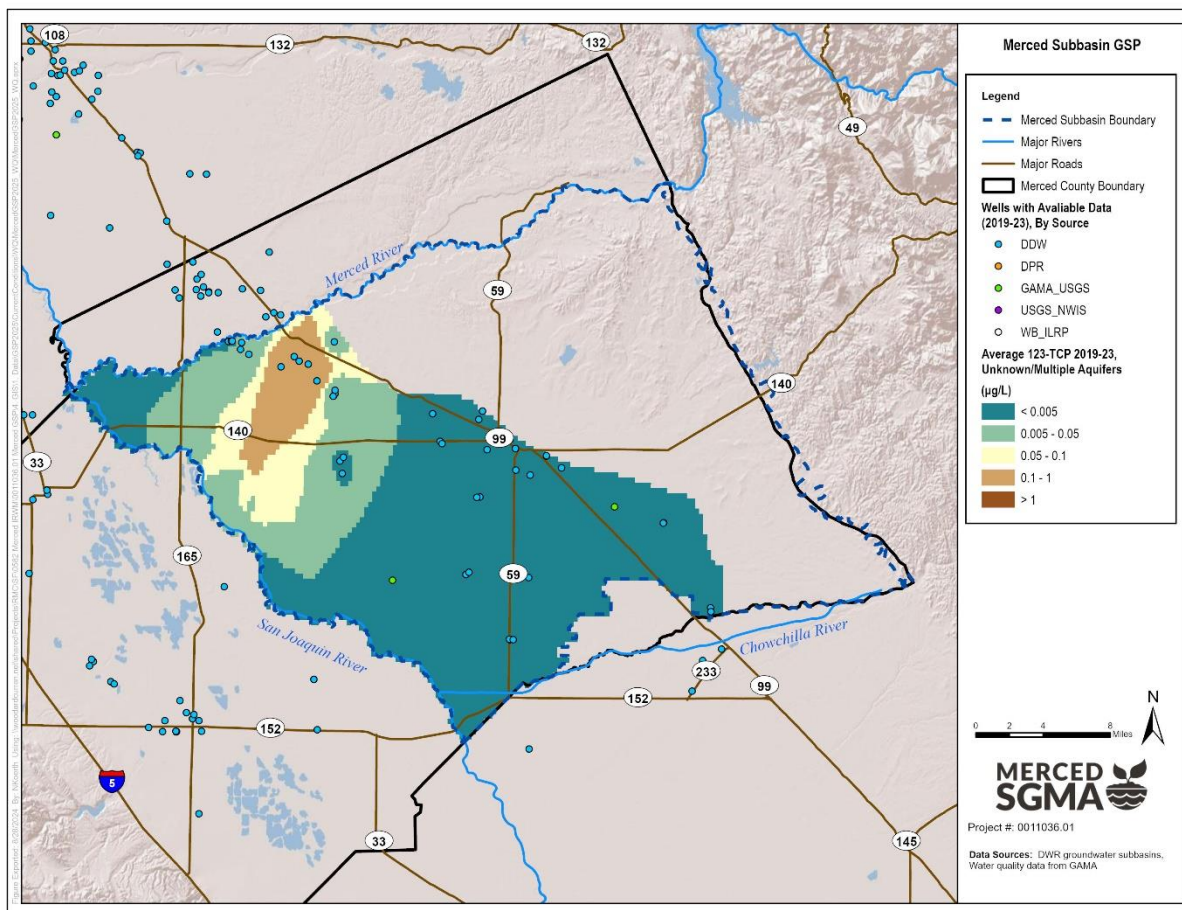 Merced Subbasin GSP
Legend
Merced Subbasin Boundary
Major Rivers
Major Roads
Merced County Boundary
Wells with Avaliable Data
(2019-23), By Source
DDW
DPR
GAMA_USGS
USGS_NWIS
WB_ILRP
Average 123-TCP 2019-23,
Unknown/Multiple Aquifers
(µg/L)
< 0.005
0.005 - 0.05
0.05 - 0.1
0.1 - 1
> 1
108
132
132
49
Merced River
59
140
140
99
33
165
59
San Joaquin River
Chowchilla River
233
99
152
152
5
33
145
N
0 2 4 8
Miles
MERCED
SGMA
Project #: 0011036.01
Data Sources: DWR groundwater subbasins,
Water quality data from GAMA